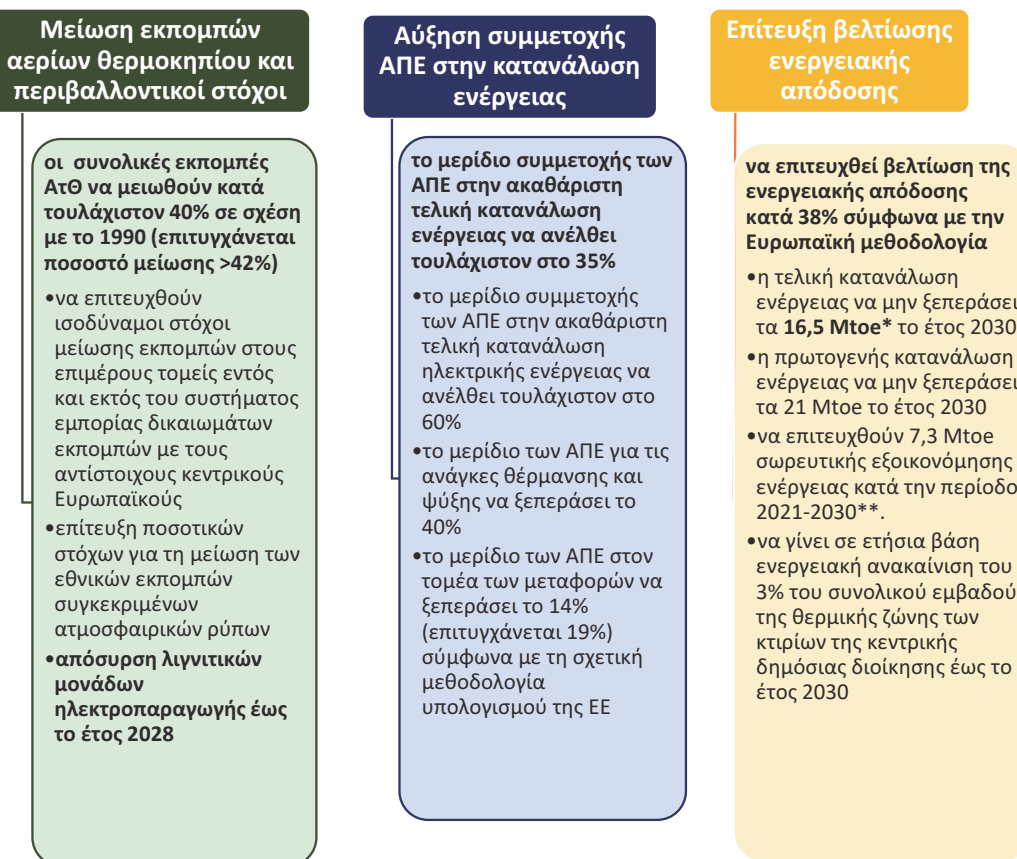 Μείωση εκπομπών
αερίων θερμοκηπίου και
περιβαλλοντικοί στόχοι
οι συνολικές εκπομπές
ΑτΘ να μειωθούν κατά
τουλάχιστον 40% σε σχέση
με το 1990 (επιτυγχάνεται
ποσοστό μείωσης >42%)
•να επιτευχθούν
ισοδύναμοι στόχοι
μείωσης εκπομπών στους
επιμέρους τομείς εντός
και εκτός του συστήματος
εμπορίας δικαιωμάτων
εκπομπών με τους
αντίστοιχους κεντρικούς
Ευρωπαϊκούς
•επίτευξη ποσοτικών
στόχων για τη μείωση των
εθνικών εκπομπών
συγκεκριμένων
ατμοσφαιρικών ρύπων
•απόσυρση λιγνιτικών
μονάδων
ηλεκτροπαραγωγής έως
το έτος 2028
Αύξηση συμμετοχής
ΑΠΕ στην κατανάλωση
ενέργειας
το μερίδιο συμμετοχής των
ΑΠΕ στην ακαθάριστη
τελική κατανάλωση
ενέργειας να ανέλθει
τουλάχιστον στο 35%
•το μερίδιο συμμετοχής
των ΑΠΕ στην ακαθάριστη
τελική κατανάλωση
ηλεκτρικής ενέργειας να
ανέλθει τουλάχιστον στο
60%
•το μερίδιο των ΑΠΕ για τις
ανάγκες θέρμανσης και
ψύξης να ξεπεράσει το
40%
•το μερίδιο των ΑΠΕ στον
τομέα των μεταφορών να
ξεπεράσει το 14%
(επιτυγχάνεται 19%)
σύμφωνα με τη σχετική
μεθοδολογία
υπολογισμού της ΕΕ
Επίτευξη βελτίωσης
ενεργειακής
απόδοσης
να επιτευχθεί βελτίωση της
ενεργειακής απόδοσης
κατά 38% σύμφωνα με την
Ευρωπαϊκή μεθοδολογία
•η τελική κατανάλωση
ενέργειας να μην ξεπεράσει
τα 16,5 Mtoe* το έτος 2030
•η πρωτογενής κατανάλωση
ενέργειας να μην ξεπεράσει
τα 21 Mtoe το έτος 2030
•να επιτευχθούν 7,3 Mtoe
σωρευτικής εξοικονόμησης
ενέργειας κατά την περίοδο
2021-2030**.
•να γίνει σε ετήσια βάση
ενεργειακή ανακαίνιση του
3% του συνολικού εμβαδού
της θερμικής ζώνης των
κτιρίων της κεντρικής
δημόσιας διοίκησης έως το
έτος 2030